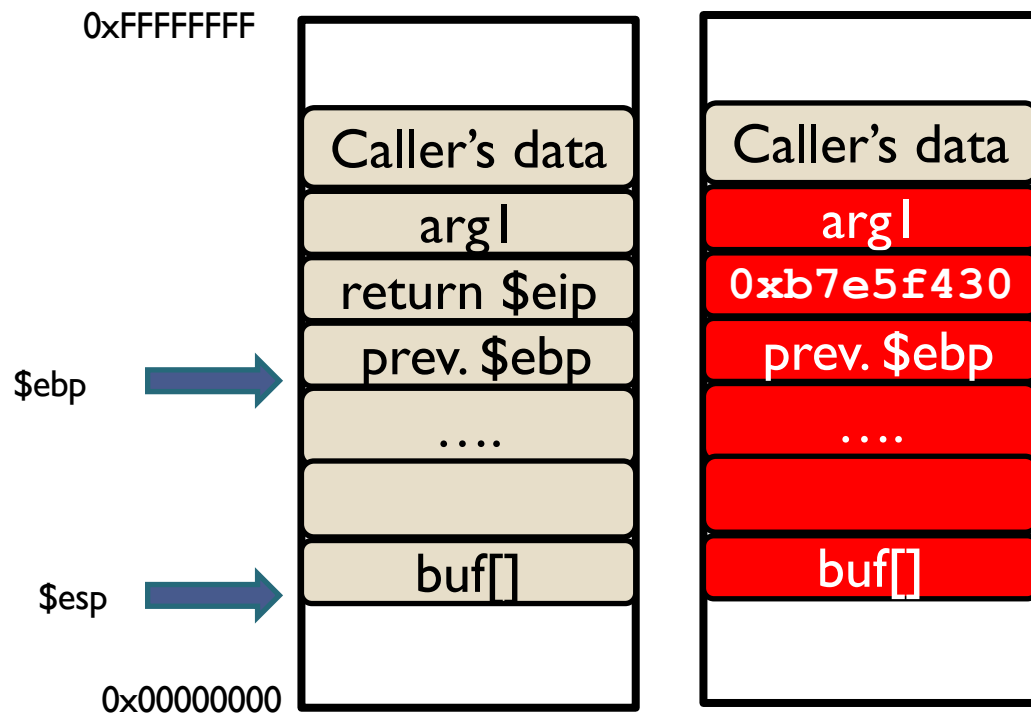 0xFFFFFFFF
Caller’s data
arg1
return $eip
prev. $ebp
$ebp
….
buf[]
$esp
0x00000000
Caller’s data
arg1
0xb7e5f430
prev. $ebp
….
buf[]